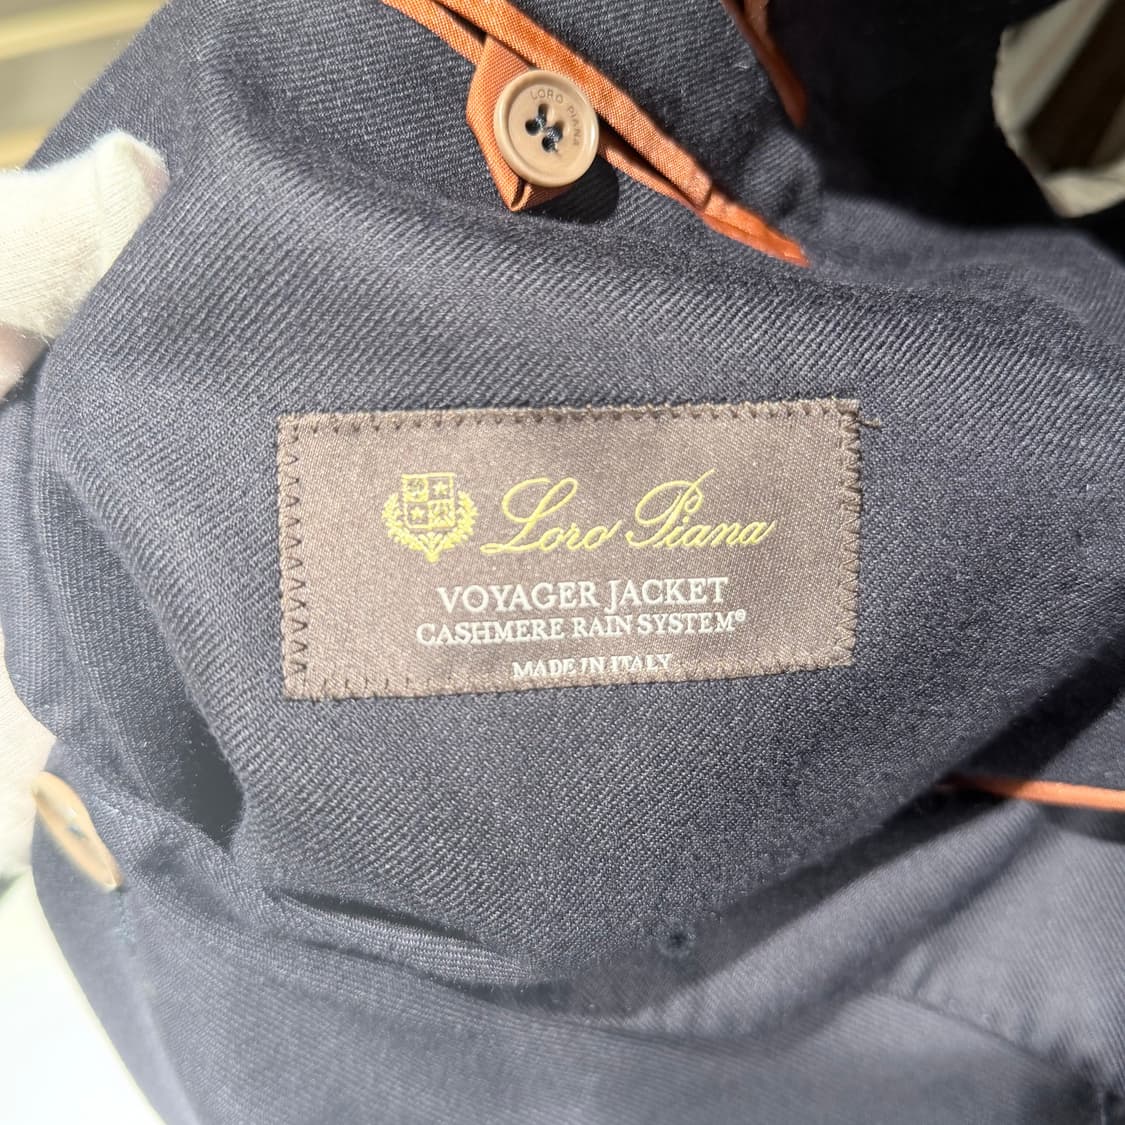 LORO PIANA
Loro Piana
VOYAGER JACKET
CASHMERE RAIN SYSTEM®
MADE IN ITALY